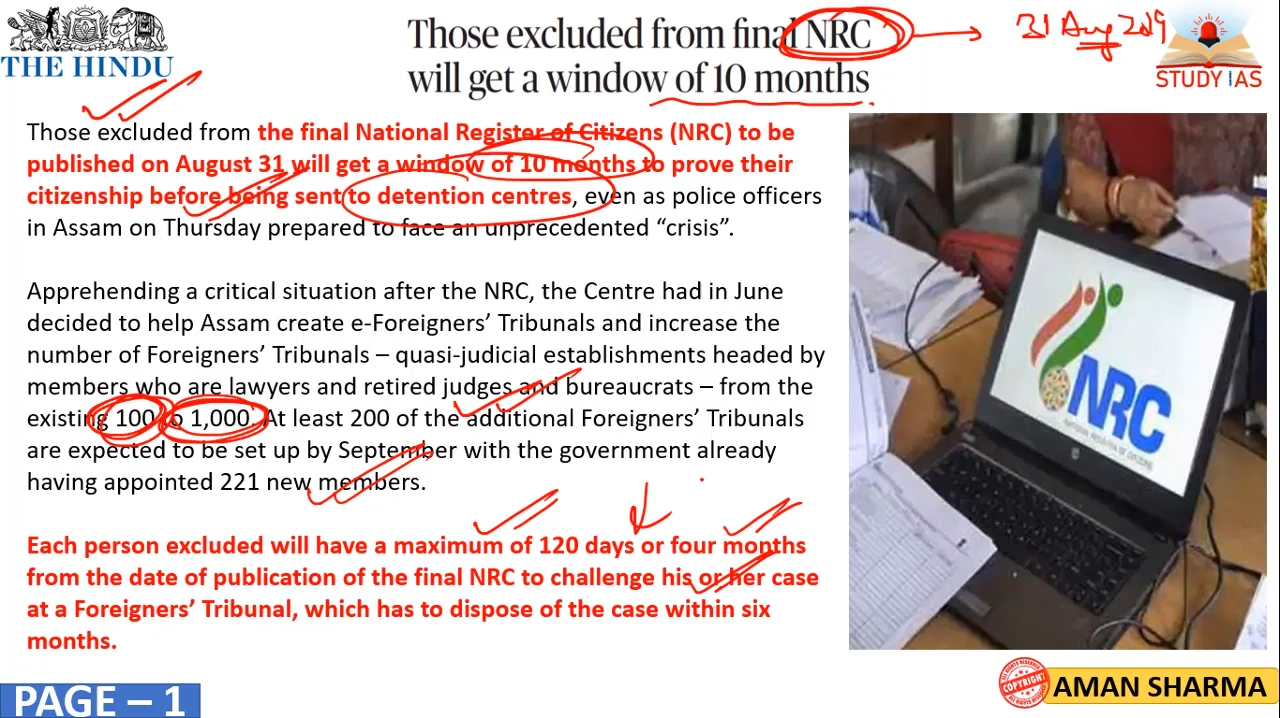 THE HINDU
Those excluded from final NRC
will get a window of 10 months
31 Aug 2019
STUDY IAS
Those excluded from the final National Register of Citizens (NRC) to be
published on August 31 will get a window of 10 months to prove their
citizenship before being sent to detention centres, even as police officers
in Assam on Thursday prepared to face an unprecedented “crisis”.
Apprehending a critical situation after the NRC, the Centre had in June
decided to help Assam create e-Foreigners’ Tribunals and increase the
number of Foreigners’ Tribunals – quasi-judicial establishments headed by
members who are lawyers and retired judges and bureaucrats – from the
existing 100 to 1,000. At least 200 of the additional Foreigners’ Tribunals
are expected to be set up by September with the government already
having appointed 221 new members.
Each person excluded will have a maximum of 120 days or four months
from the date of publication of the final NRC to challenge his or her case
at a Foreigners’ Tribunal, which has to dispose of the case within six
months.
NRC
NATIONAL REGISTER OF CITIZENS
PAGE – 1
COPYRIGHT
AMAN SHARMA